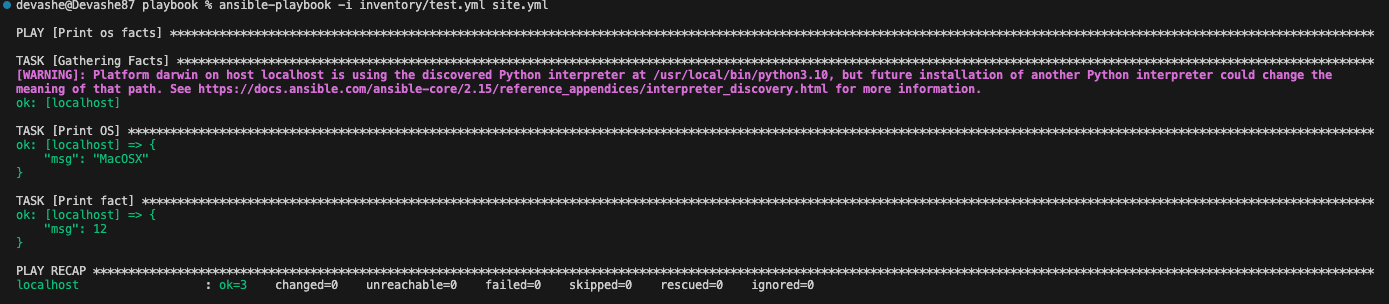 devashe@Devashe87 playbook % ansible-playbook -i inventory/test.yml site.yml
PLAY [Print os facts] ****************************************************************************************************************************************************************************
TASK [Gathering Facts] ***************************************************************************************************************************************************************************
[WARNING]: Platform darwin on host localhost is using the discovered Python interpreter at /usr/local/bin/python3.10, but future installation of another Python interpreter could change the
meaning of that path. See https://docs.ansible.com/ansible-core/2.15/reference_appendices/interpreter_discovery.html for more information.
ok: [localhost]
TASK [Print OS] **********************************************************************************************************************************************************************************
ok: [localhost] => {
    "msg": "MacOSX"
}
TASK [Print fact] ********************************************************************************************************************************************************************************
ok: [localhost] => {
    "msg": 12
}
PLAY RECAP ***************************************************************************************************************************************************************************************
localhost                  : ok=3    changed=0    unreachable=0    failed=0    skipped=0    rescued=0    ignored=0